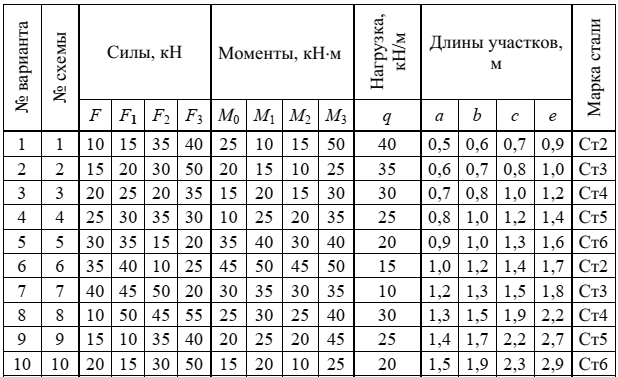 № варианта № схемы Силы, кН Моменты, кН·м Нагрузка, кН/м Длины участков, м Марка стали
F F1 F2 F3 M0 M1 M2 M3 q a b c e
1 1 10 15 35 40 25 10 15 50 40 0,5 0,6 0,7 0,9 Ст2
2 2 15 20 30 50 20 15 10 25 35 0,6 0,7 0,8 1,0 Ст3
3 3 20 25 20 35 15 20 15 30 30 0,7 0,8 1,0 1,2 Ст4
4 4 25 30 35 30 10 25 20 35 25 0,8 1,0 1,2 1,4 Ст5
5 5 30 35 15 20 35 40 30 40 20 0,9 1,0 1,3 1,6 Ст6
6 6 35 40 10 25 45 50 45 50 15 1,0 1,2 1,4 1,7 Ст2
7 7 40 45 50 20 30 35 30 35 10 1,2 1,3 1,5 1,8 Ст3
8 8 10 50 45 55 25 30 25 40 30 1,3 1,5 1,9 2,2 Ст4
9 9 15 10 35 40 20 25 20 45 25 1,4 1,7 2,2 2,7 Ст5
10 10 20 15 30 50 15 20 10 25 20 1,5 1,9 2,3 2,9 Ст6